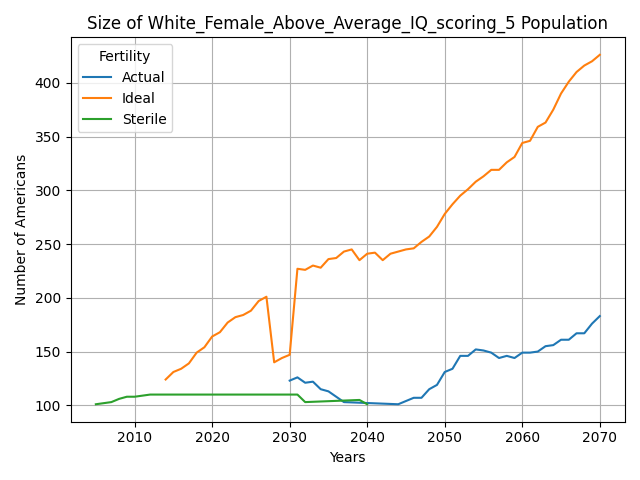 Size of White_Female_Above_Average_IQ_scoring_5 Population
Fertility
Actual
Ideal
Sterile
Number of Americans
400
350
300
250
200
150
100
2010 2020 2030 2040 2050 2060 2070
Years